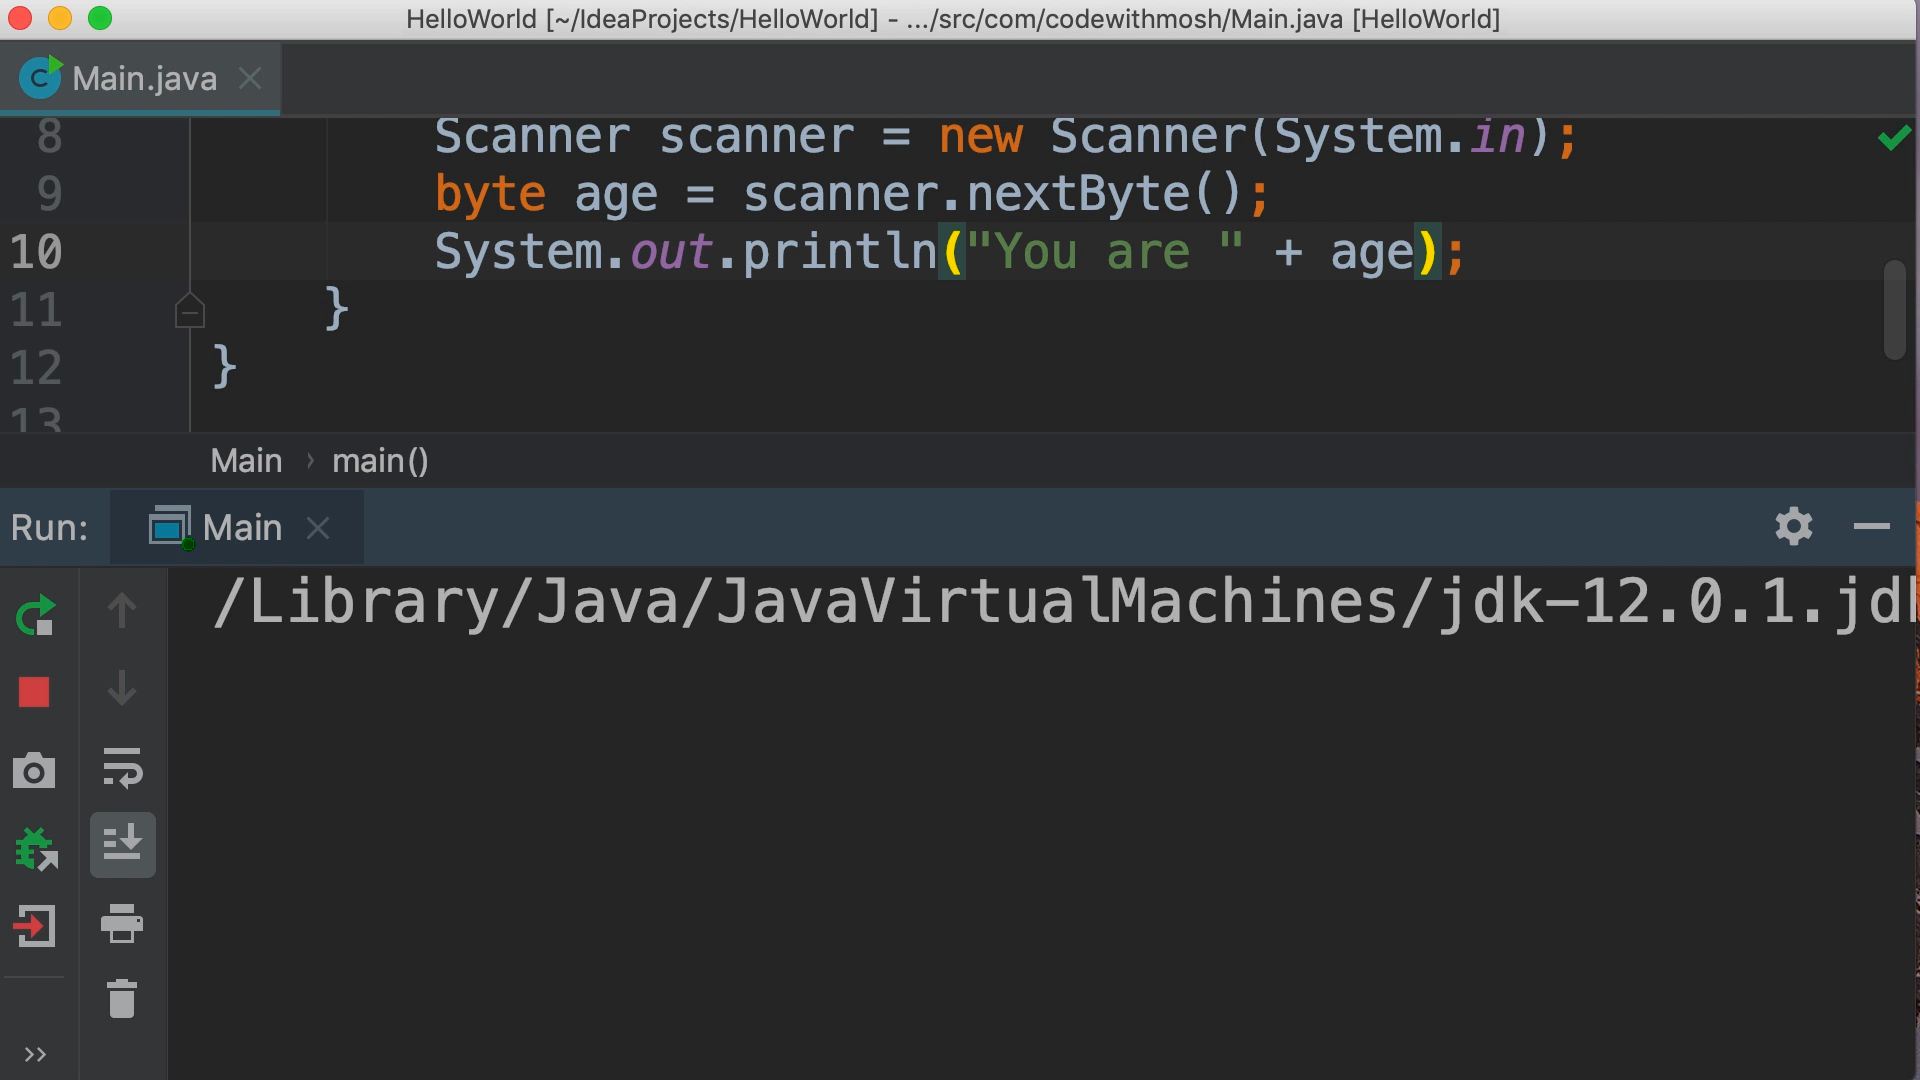 HelloWorld [~/IdeaProjects/HelloWorld] - .../src/com/codewithmosh/Main.java [HelloWorld]
Main.java
8 Scanner scanner = new Scanner(System.in);
9 byte age = scanner.nextByte();
10 System.out.println("You are " + age);
11 }
12 }
13
Main › main()
Run: Main
/Library/Java/JavaVirtualMachines/jdk-12.0.1.jd